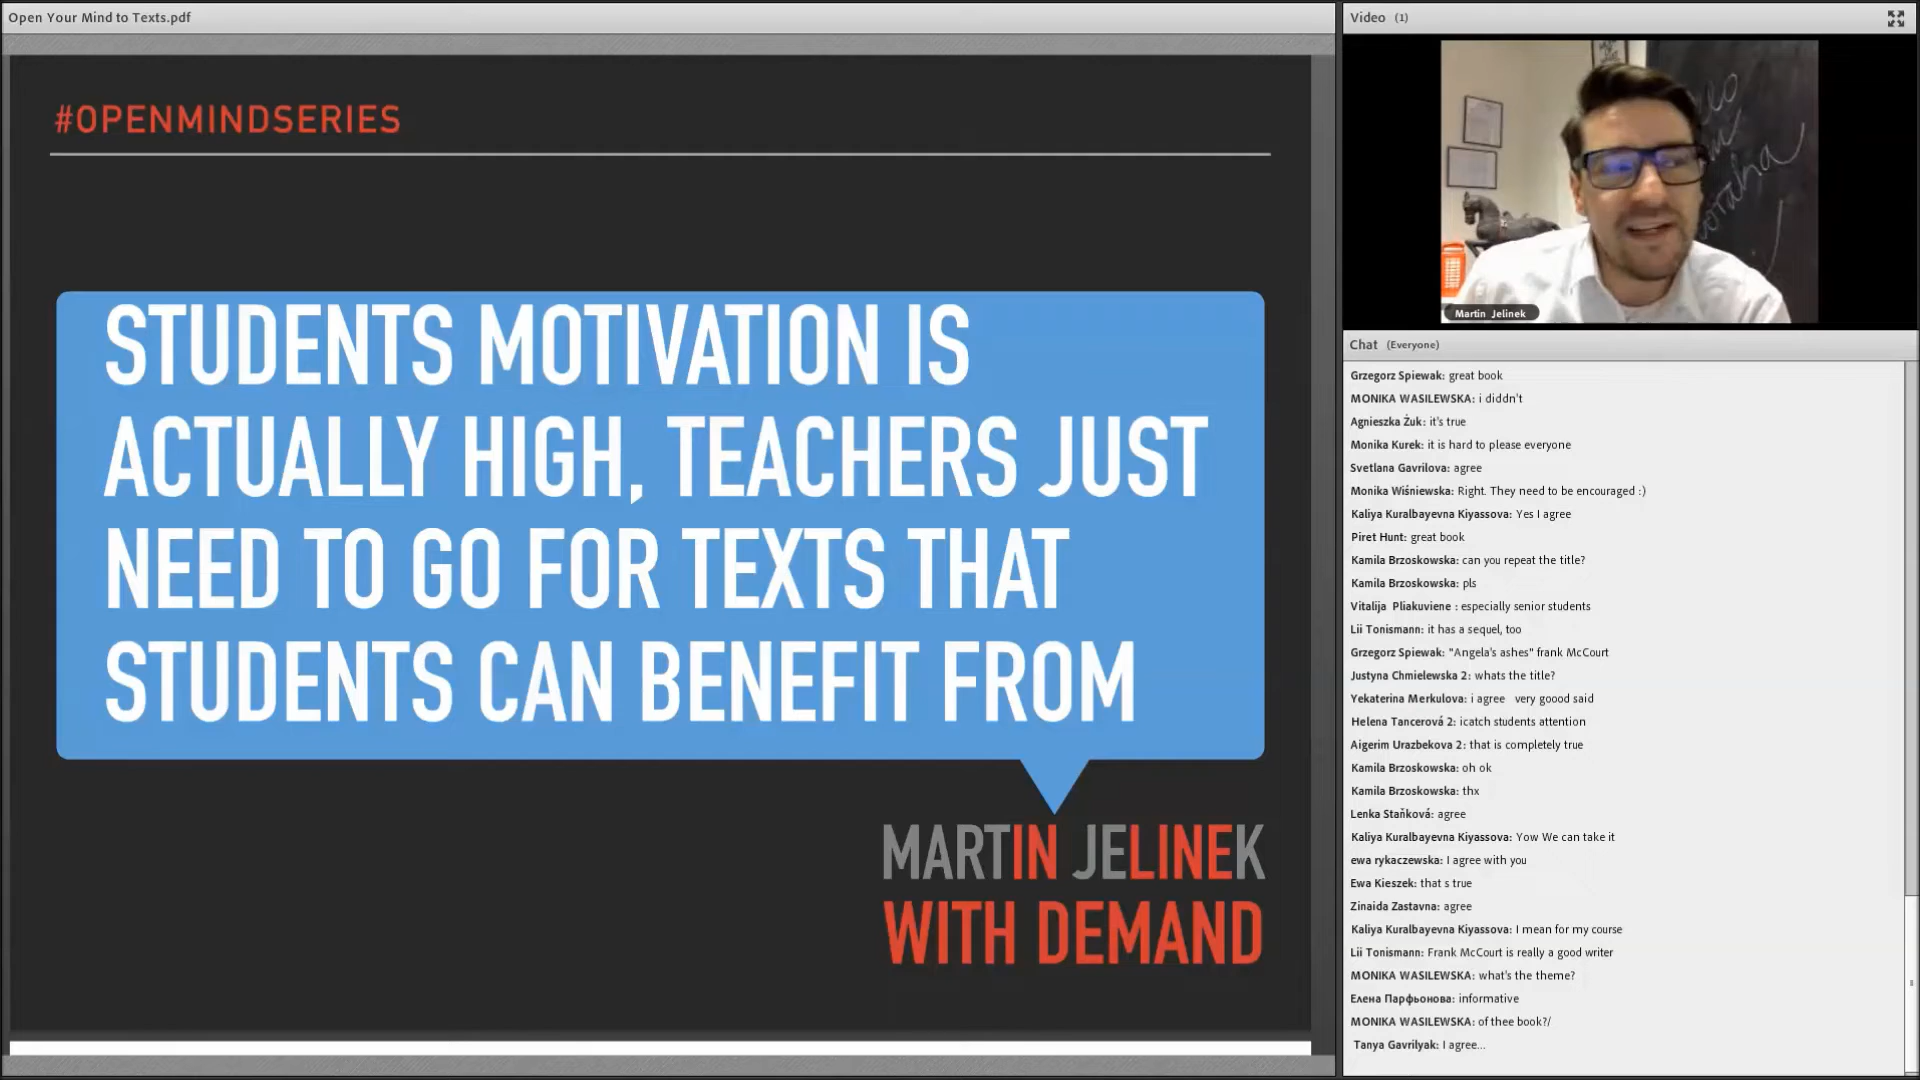 Open Your Mind to Texts.pdf
#OPENMINDSERIES
STUDENTS MOTIVATION IS
ACTUALLY HIGH, TEACHERS JUST
NEED TO GO FOR TEXTS THAT
STUDENTS CAN BENEFIT FROM
MARTIN JELINEK
WITH DEMAND
Video (1)
Martin Jelinek
Chat (Everyone)
Grzegorz Spiewak: great book
MONIKA WASILEWSKA: i diddn't
Agnieszka Żuk: it's true
Monika Kurek: it is hard to please everyone
Svetlana Gavrilova: agree
Monika Wiśniewska: Right. They need to be encouraged :)
Kaliya Kuralbayevna Kiyassova: Yes I agree
Piret Hunt: great book
Kamila Brzoskowska: can you repeat the title?
Kamila Brzoskowska: pls
Vitalija Pliakuviene : especially senior students
Lii Tonismann: it has a sequel, too
Grzegorz Spiewak: "Angela's ashes" frank McCourt
Justyna Chmielewska 2: whats the title?
Yekaterina Merkulova: i agree very goood said
Helena Tancerová 2: icatch students attention
Aigerim Urazbekova 2: that is completely true
Kamila Brzoskowska: oh ok
Kamila Brzoskowska: thx
Lenka Staňková: agree
Kaliya Kuralbayevna Kiyassova: Yow We can take it
ewa rykaczewska: I agree with you
Ewa Kieszek: that s true
Zinaida Zastavna: agree
Kaliya Kuralbayevna Kiyassova: I mean for my course
Lii Tonismann: Frank McCourt is really a good writer
MONIKA WASILEWSKA: what's the theme?
Елена Парфьонова: informative
MONIKA WASILEWSKA: of thee book?/
Tanya Gavrilyak: I agree...